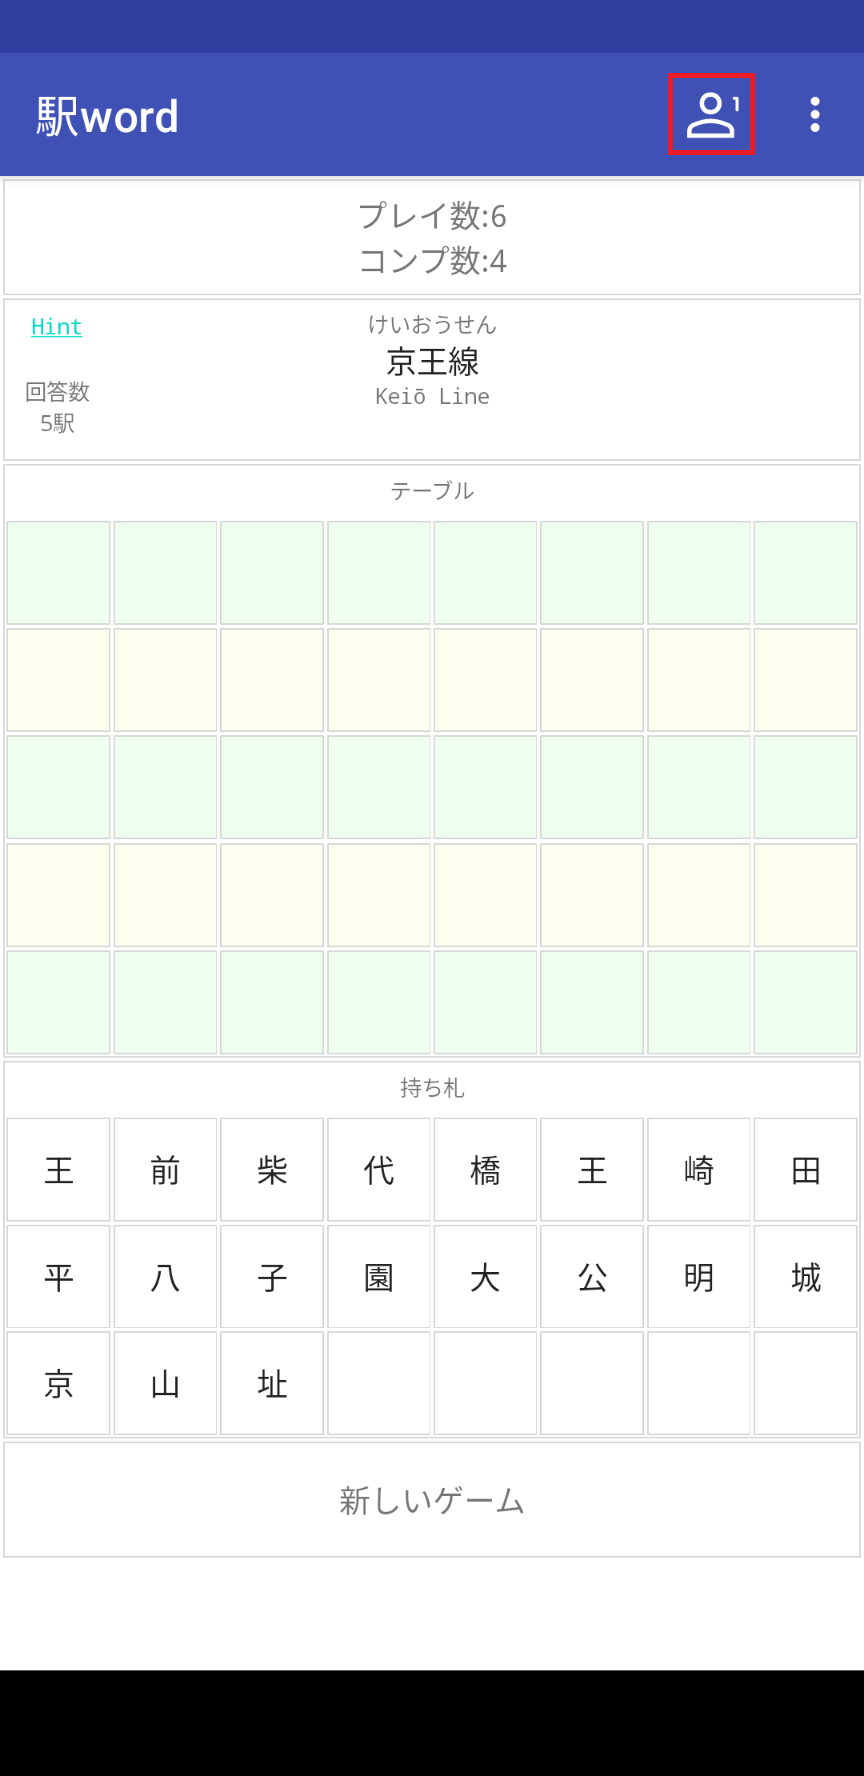 駅word
1
プレイ数:6
コンプ数:4
Hint
けいおうせん
京王線
Keiō Line
回答数
5駅
テーブル
持ち札
王 前 柴 代 橋 王 崎 田
平 八 子 園 大 公 明 城
京 山 址
新しいゲーム